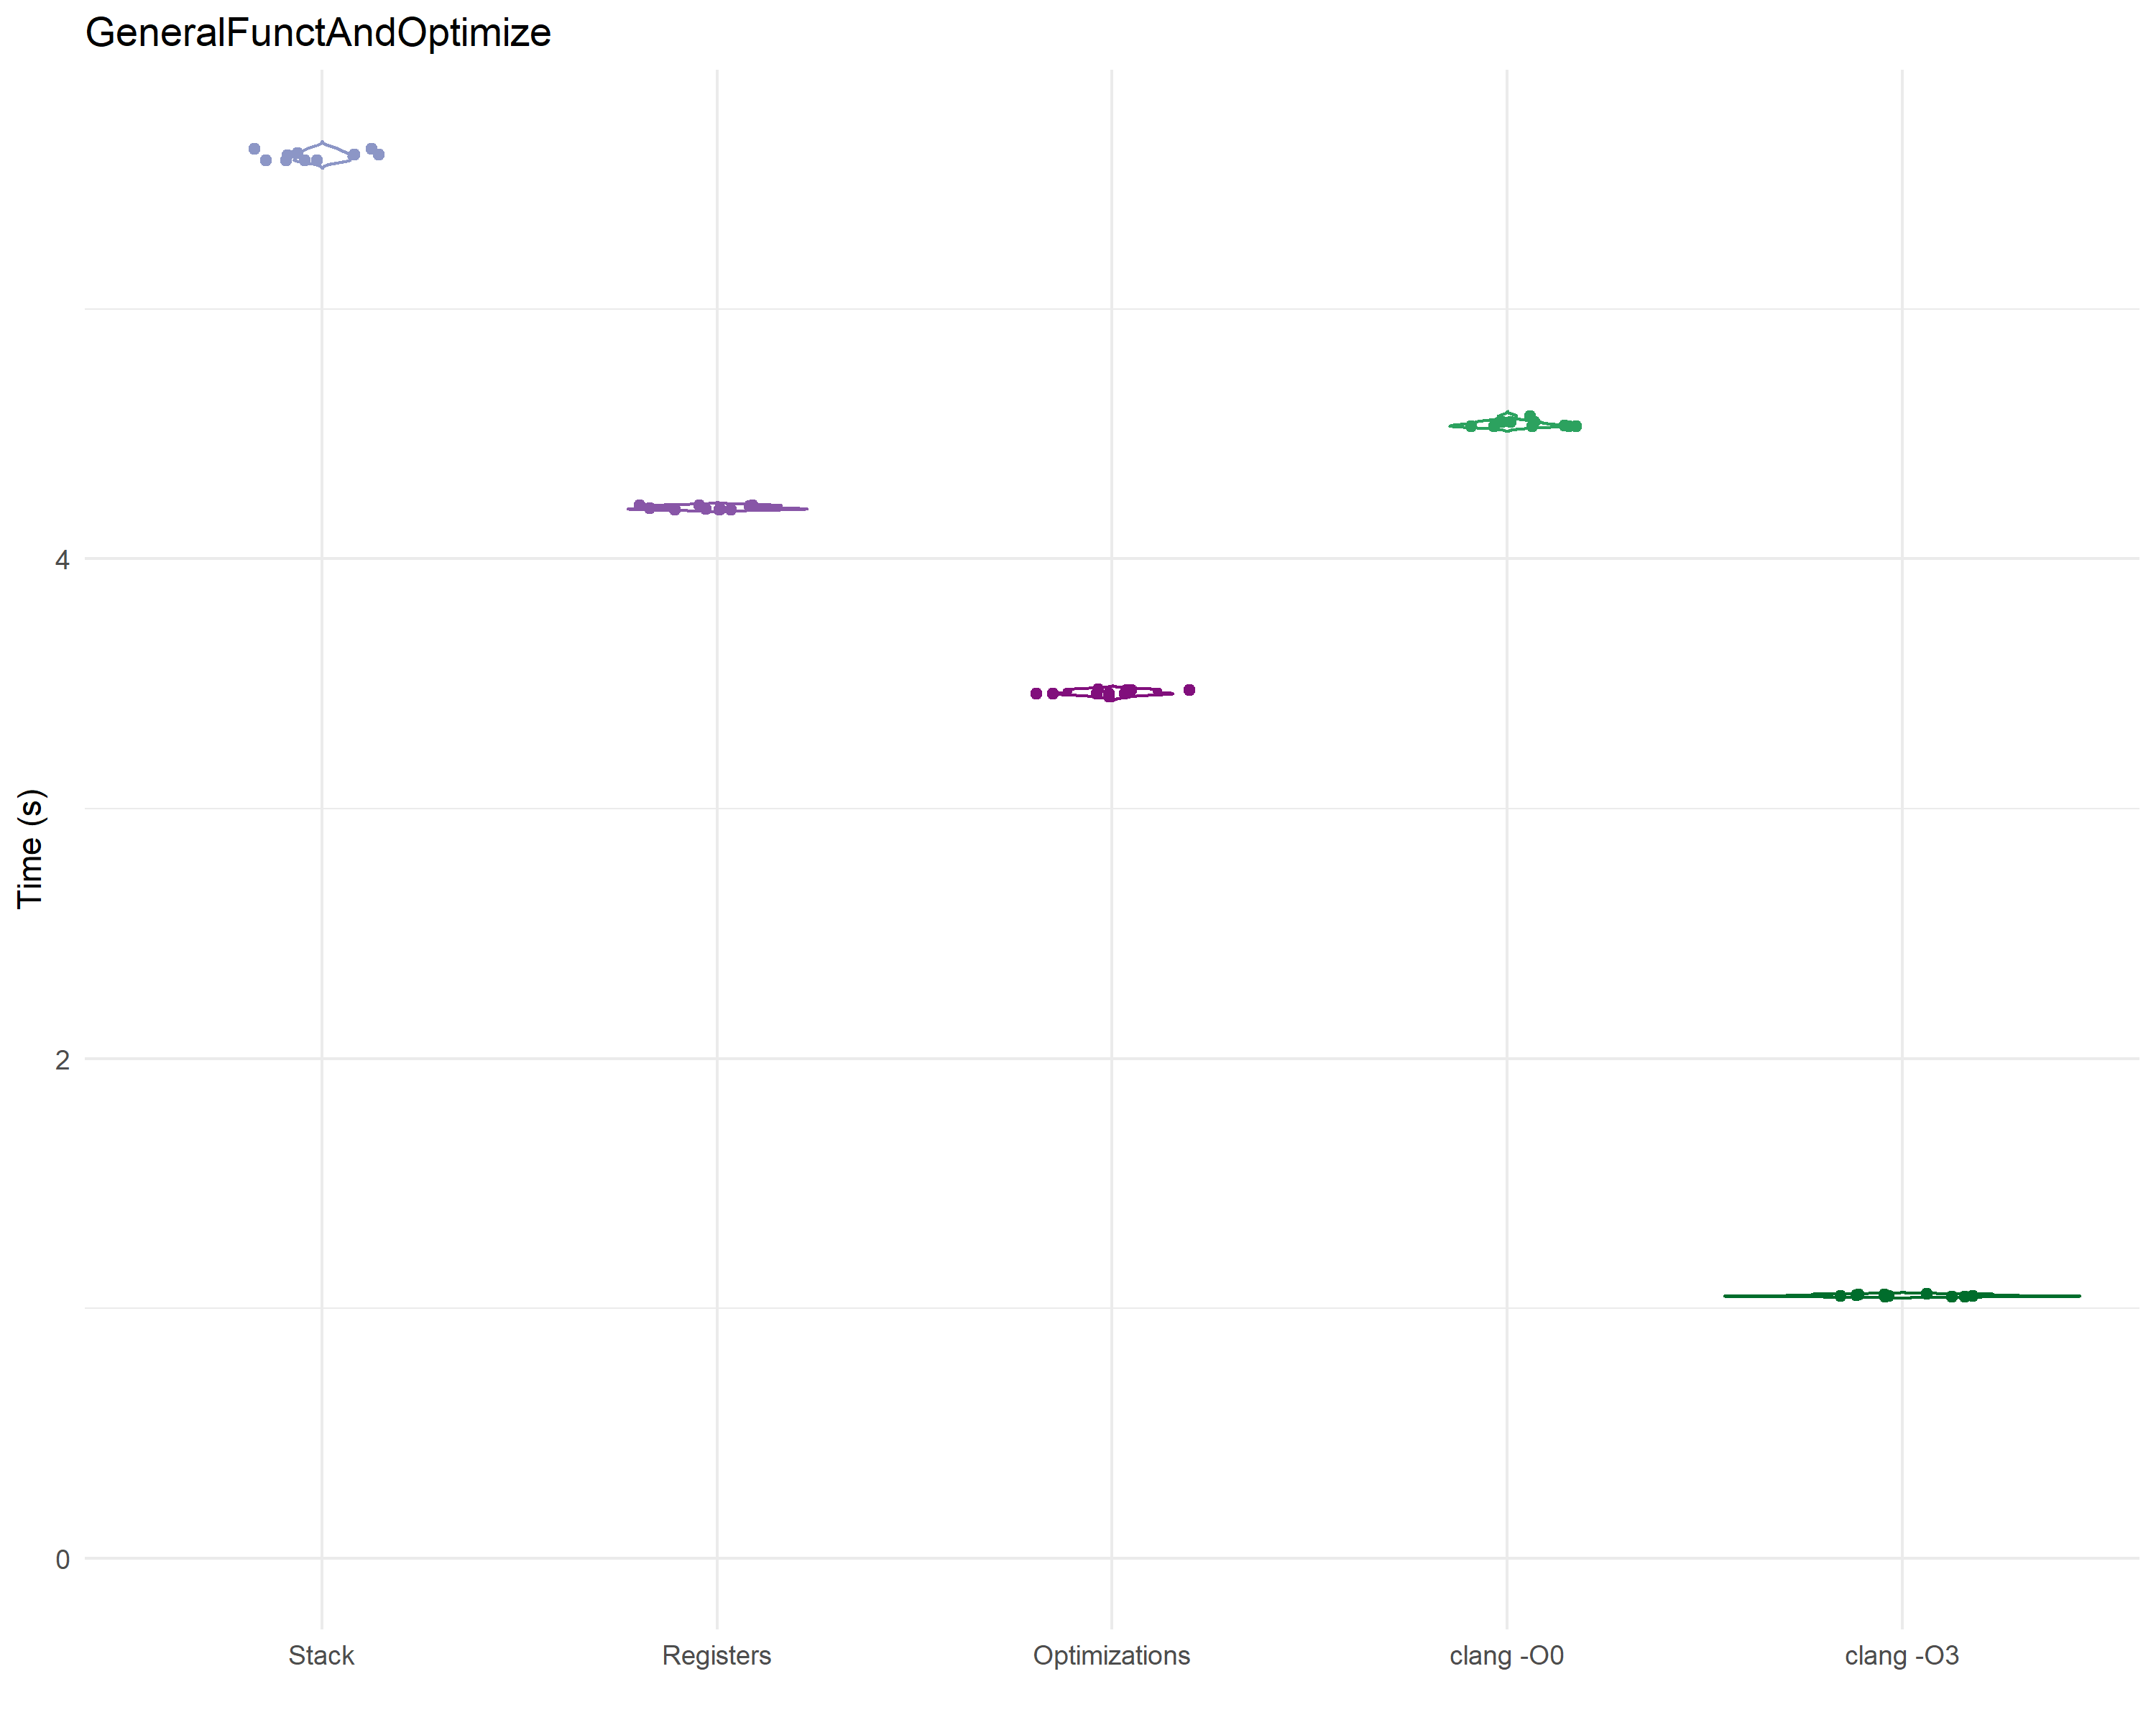 GeneralFunctAndOptimize
Time (s)
4
2
0
Stack
Registers
Optimizations
clang -O0
clang -O3